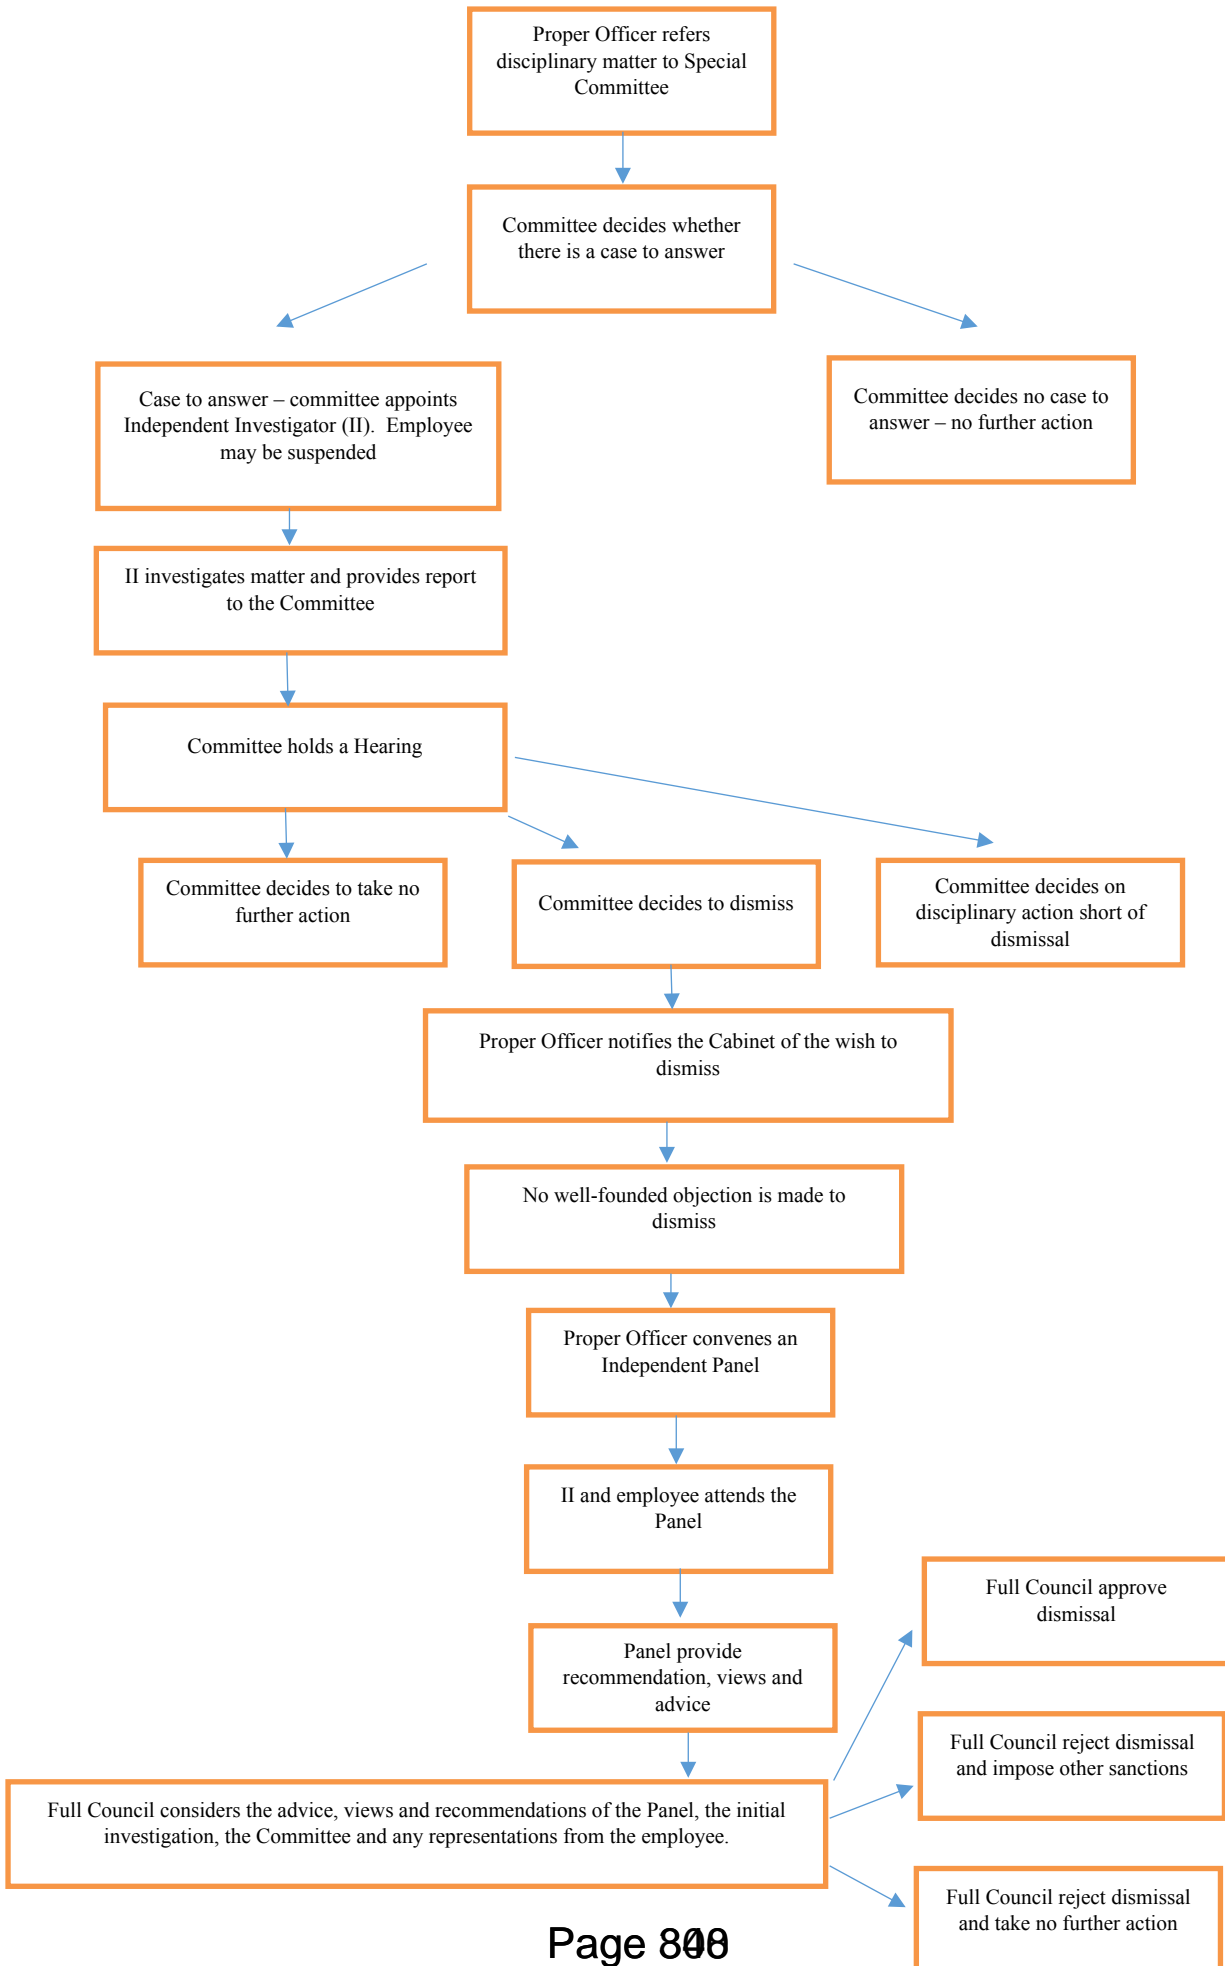 Proper Officer refers
disciplinary matter to Special
Committee
Committee decides whether
there is a case to answer
Case to answer – committee appoints
Independent Investigator (II).  Employee
may be suspended
Committee decides no case to
answer – no further action
II investigates matter and provides report
to the Committee
Committee holds a Hearing
Committee decides to take no
further action
Committee decides to dismiss
Committee decides on
disciplinary action short of
dismissal
Proper Officer notifies the Cabinet of the wish to
dismiss
No well-founded objection is made to
dismiss
Proper Officer convenes an
Independent Panel
II and employee attends the
Panel
Panel provide
recommendation, views and
advice
Full Council approve
dismissal
Full Council reject dismissal
and impose other sanctions
Full Council considers the advice, views and recommendations of the Panel, the initial
investigation, the Committee and any representations from the employee.
Full Council reject dismissal
and take no further action
Page